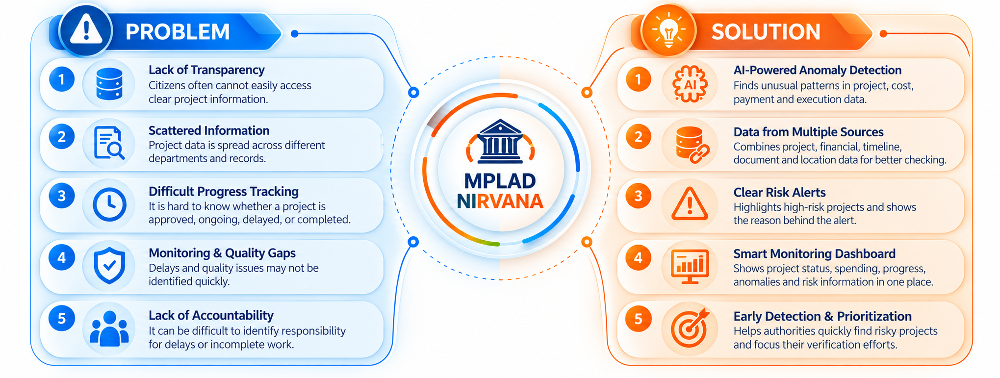 PROBLEM
1
Lack of Transparency
Citizens often cannot easily access
clear project information.
2
Scattered Information
Project data is spread across different
departments and records.
3
Difficult Progress Tracking
It is hard to know whether a project is
approved, ongoing, delayed, or completed.
4
Monitoring & Quality Gaps
Delays and quality issues may not be
identified quickly.
5
Lack of Accountability
It can be difficult to identify responsibility
for delays or incomplete work.
MPLAD
NIRVANA
SOLUTION
1
AI
AI-Powered Anomaly Detection
Finds unusual patterns in project, cost,
payment and execution data.
2
Data from Multiple Sources
Combines project, financial, timeline,
document and location data for better checking.
3
Clear Risk Alerts
Highlights high-risk projects and shows
the reason behind the alert.
4
Smart Monitoring Dashboard
Shows project status, spending, progress,
anomalies and risk information in one place.
5
Early Detection & Prioritization
Helps authorities quickly find risky projects
and focus their verification efforts.